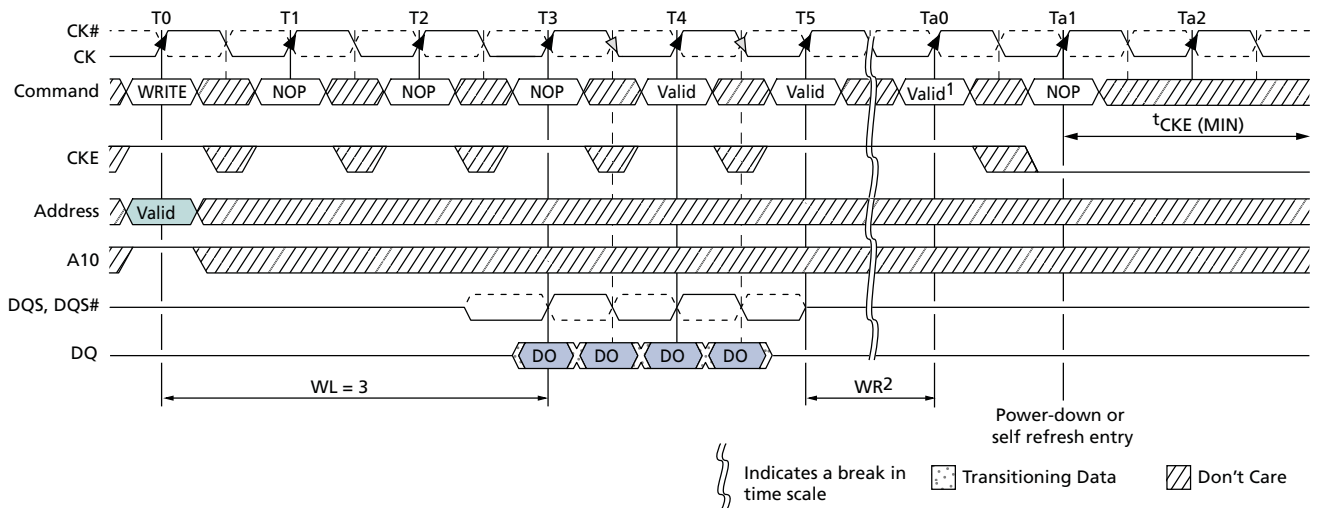 T0 T1 T2 T3 T4 T5 Ta0 Ta1 Ta2
CK#
CK
Command WRITE NOP NOP NOP Valid Valid Valid1 NOP
tCKE (MIN)
CKE
Address Valid
A10
DQS, DQS#
DQ DO DO DO DO
WL = 3 WR2
Power-down or
self refresh entry
Indicates a break in
time scale
Transitioning Data
Don't Care